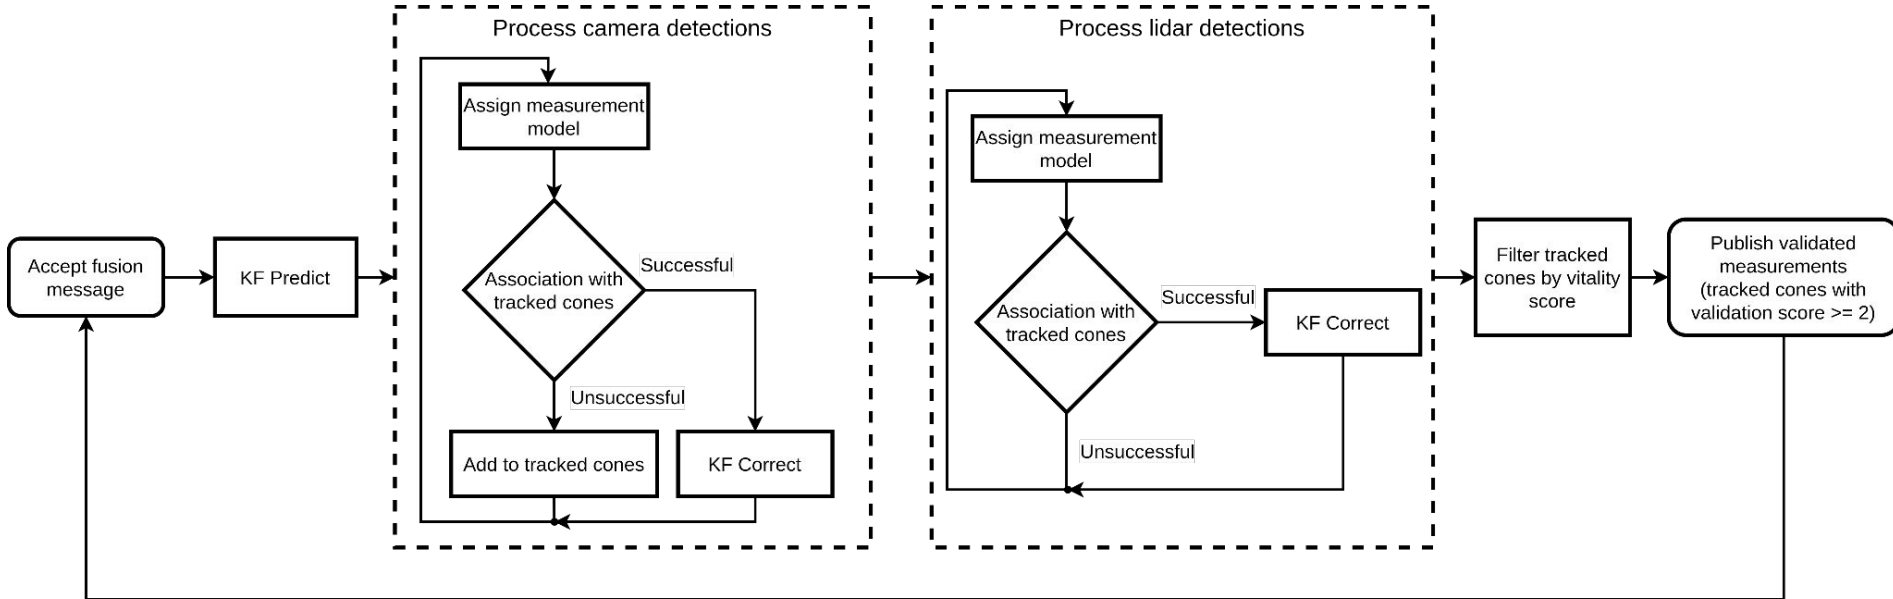 Process camera detections
Assign measurement
model
Association with
tracked cones
Successful
Unsuccessful
Add to tracked cones
KF Correct
Accept fusion
message
KF Predict
Process lidar detections
Assign measurement
model
Association with
tracked cones
Successful
KF Correct
Unsuccessful
Filter tracked
cones by vitality
score
Publish validated
measurements
(tracked cones with
validation score >= 2)